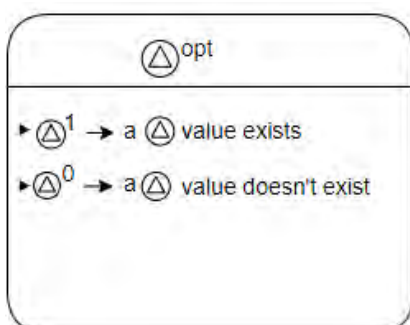 opt
1 → a value exists
0 → a value doesn't exist